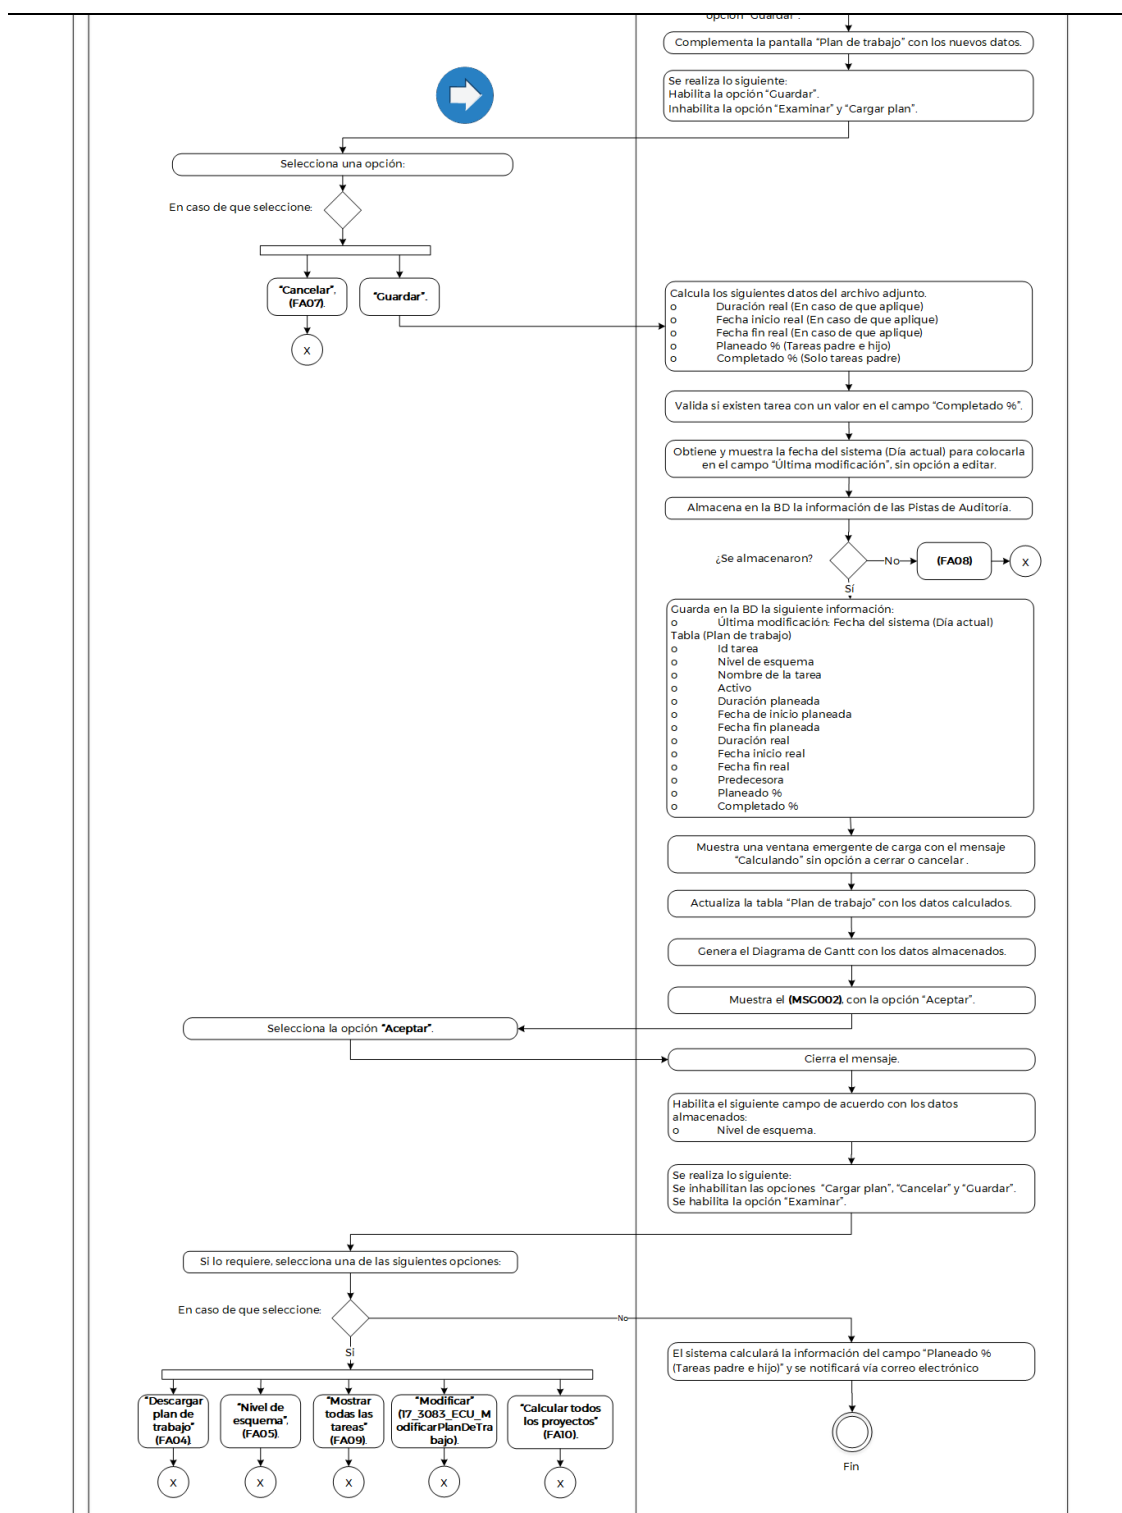 opción "Guardar".
Complementa la pantalla "Plan de trabajo" con los nuevos datos.
Se realiza lo siguiente:
Habilita la opción "Guardar".
Inhabilita la opción "Examinar" y "Cargar plan".
Selecciona una opción:
En caso de que seleccione:
"Cancelar".
(FA07).
"Guardar".
X
Calcula los siguientes datos del archivo adjunto.
o Duración real (En caso de que aplique)
o Fecha inicio real (En caso de que aplique)
o Fecha fin real (En caso de que aplique)
o Planeado % (Tareas padre e hijo)
o Completado % (Solo tareas padre)
Valida si existen tarea con un valor en el campo "Completado %".
Obtiene y muestra la fecha del sistema (Día actual) para colocarla
en el campo "Última modificación", sin opción a editar.
Almacena en la BD la información de las Pistas de Auditoría.
¿Se almacenaron?
No
(FA08)
X
Sí
Guarda en la BD la siguiente información:
o Última modificación: Fecha del sistema (Día actual)
Tabla (Plan de trabajo)
o Id tarea
o Nivel de esquema
o Nombre de la tarea
o Activo
o Duración planeada
o Fecha de inicio planeada
o Fecha fin planeada
o Duración real
o Fecha inicio real
o Fecha fin real
o Predecesora
o Planeado %
o Completado %
Muestra una ventana emergente de carga con el mensaje
"Calculando" sin opción a cerrar o cancelar .
Actualiza la tabla "Plan de trabajo" con los datos calculados.
Genera el Diagrama de Gantt con los datos almacenados.
Muestra el (MSG002), con la opción "Aceptar".
Selecciona la opción "Aceptar".
Cierra el mensaje.
Habilita el siguiente campo de acuerdo con los datos
almacenados:
o Nivel de esquema.
Se realiza lo siguiente:
Se inhabilitan las opciones "Cargar plan", "Cancelar" y "Guardar".
Se habilita la opción "Examinar".
Si lo requiere, selecciona una de las siguientes opciones:
En caso de que seleccione:
No
Si
El sistema calculará la información del campo "Planeado %
(Tareas padre e hijo)" y se notificará vía correo electrónico
"Descargar
plan de
trabajo"
(FA04).
"Nivel de
esquema",
(FA05).
"Mostrar
todas las
tareas"
(FA09).
"Modificar"
(17_3083_ECU_M
odificarPlanDeTra
bajo).
"Calcular todos
los proyectos"
(FA10).
X
X
X
X
X
Fin